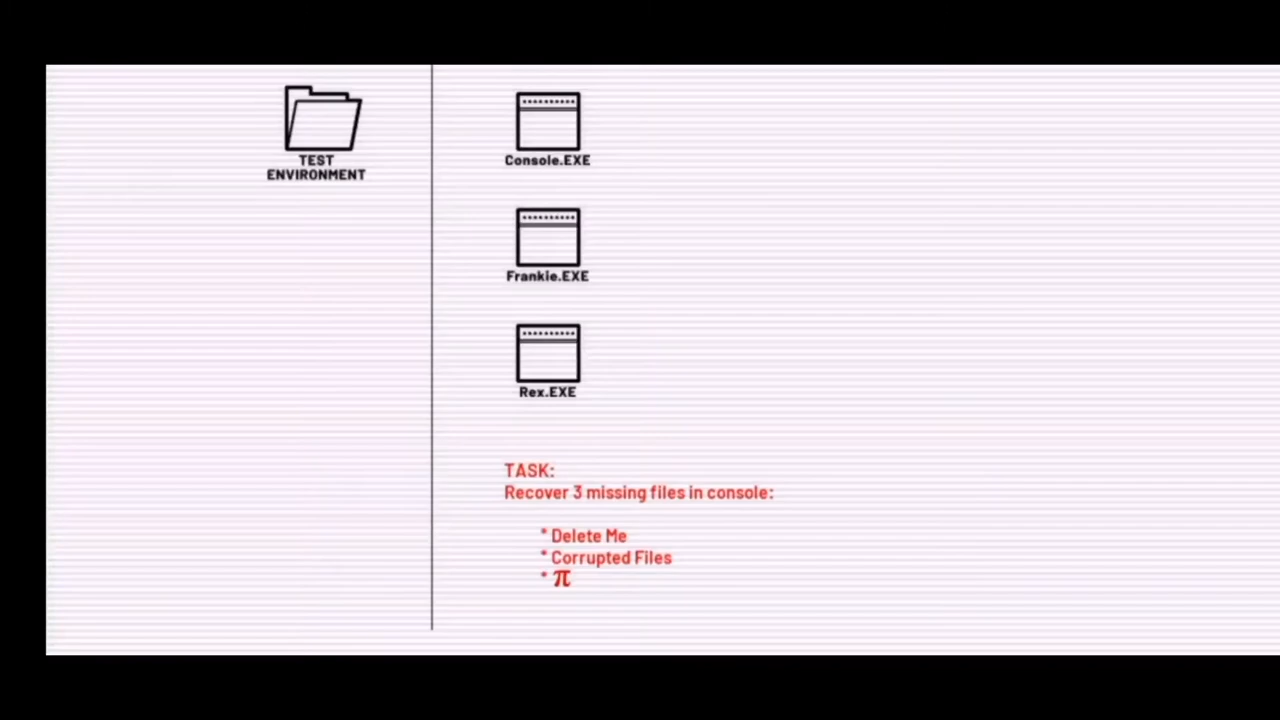 TEST
ENVIRONMENT
Console.EXE
Frankie.EXE
Rex.EXE
TASK:
Recover 3 missing files in console:
* Delete Me
* Corrupted Files
* π